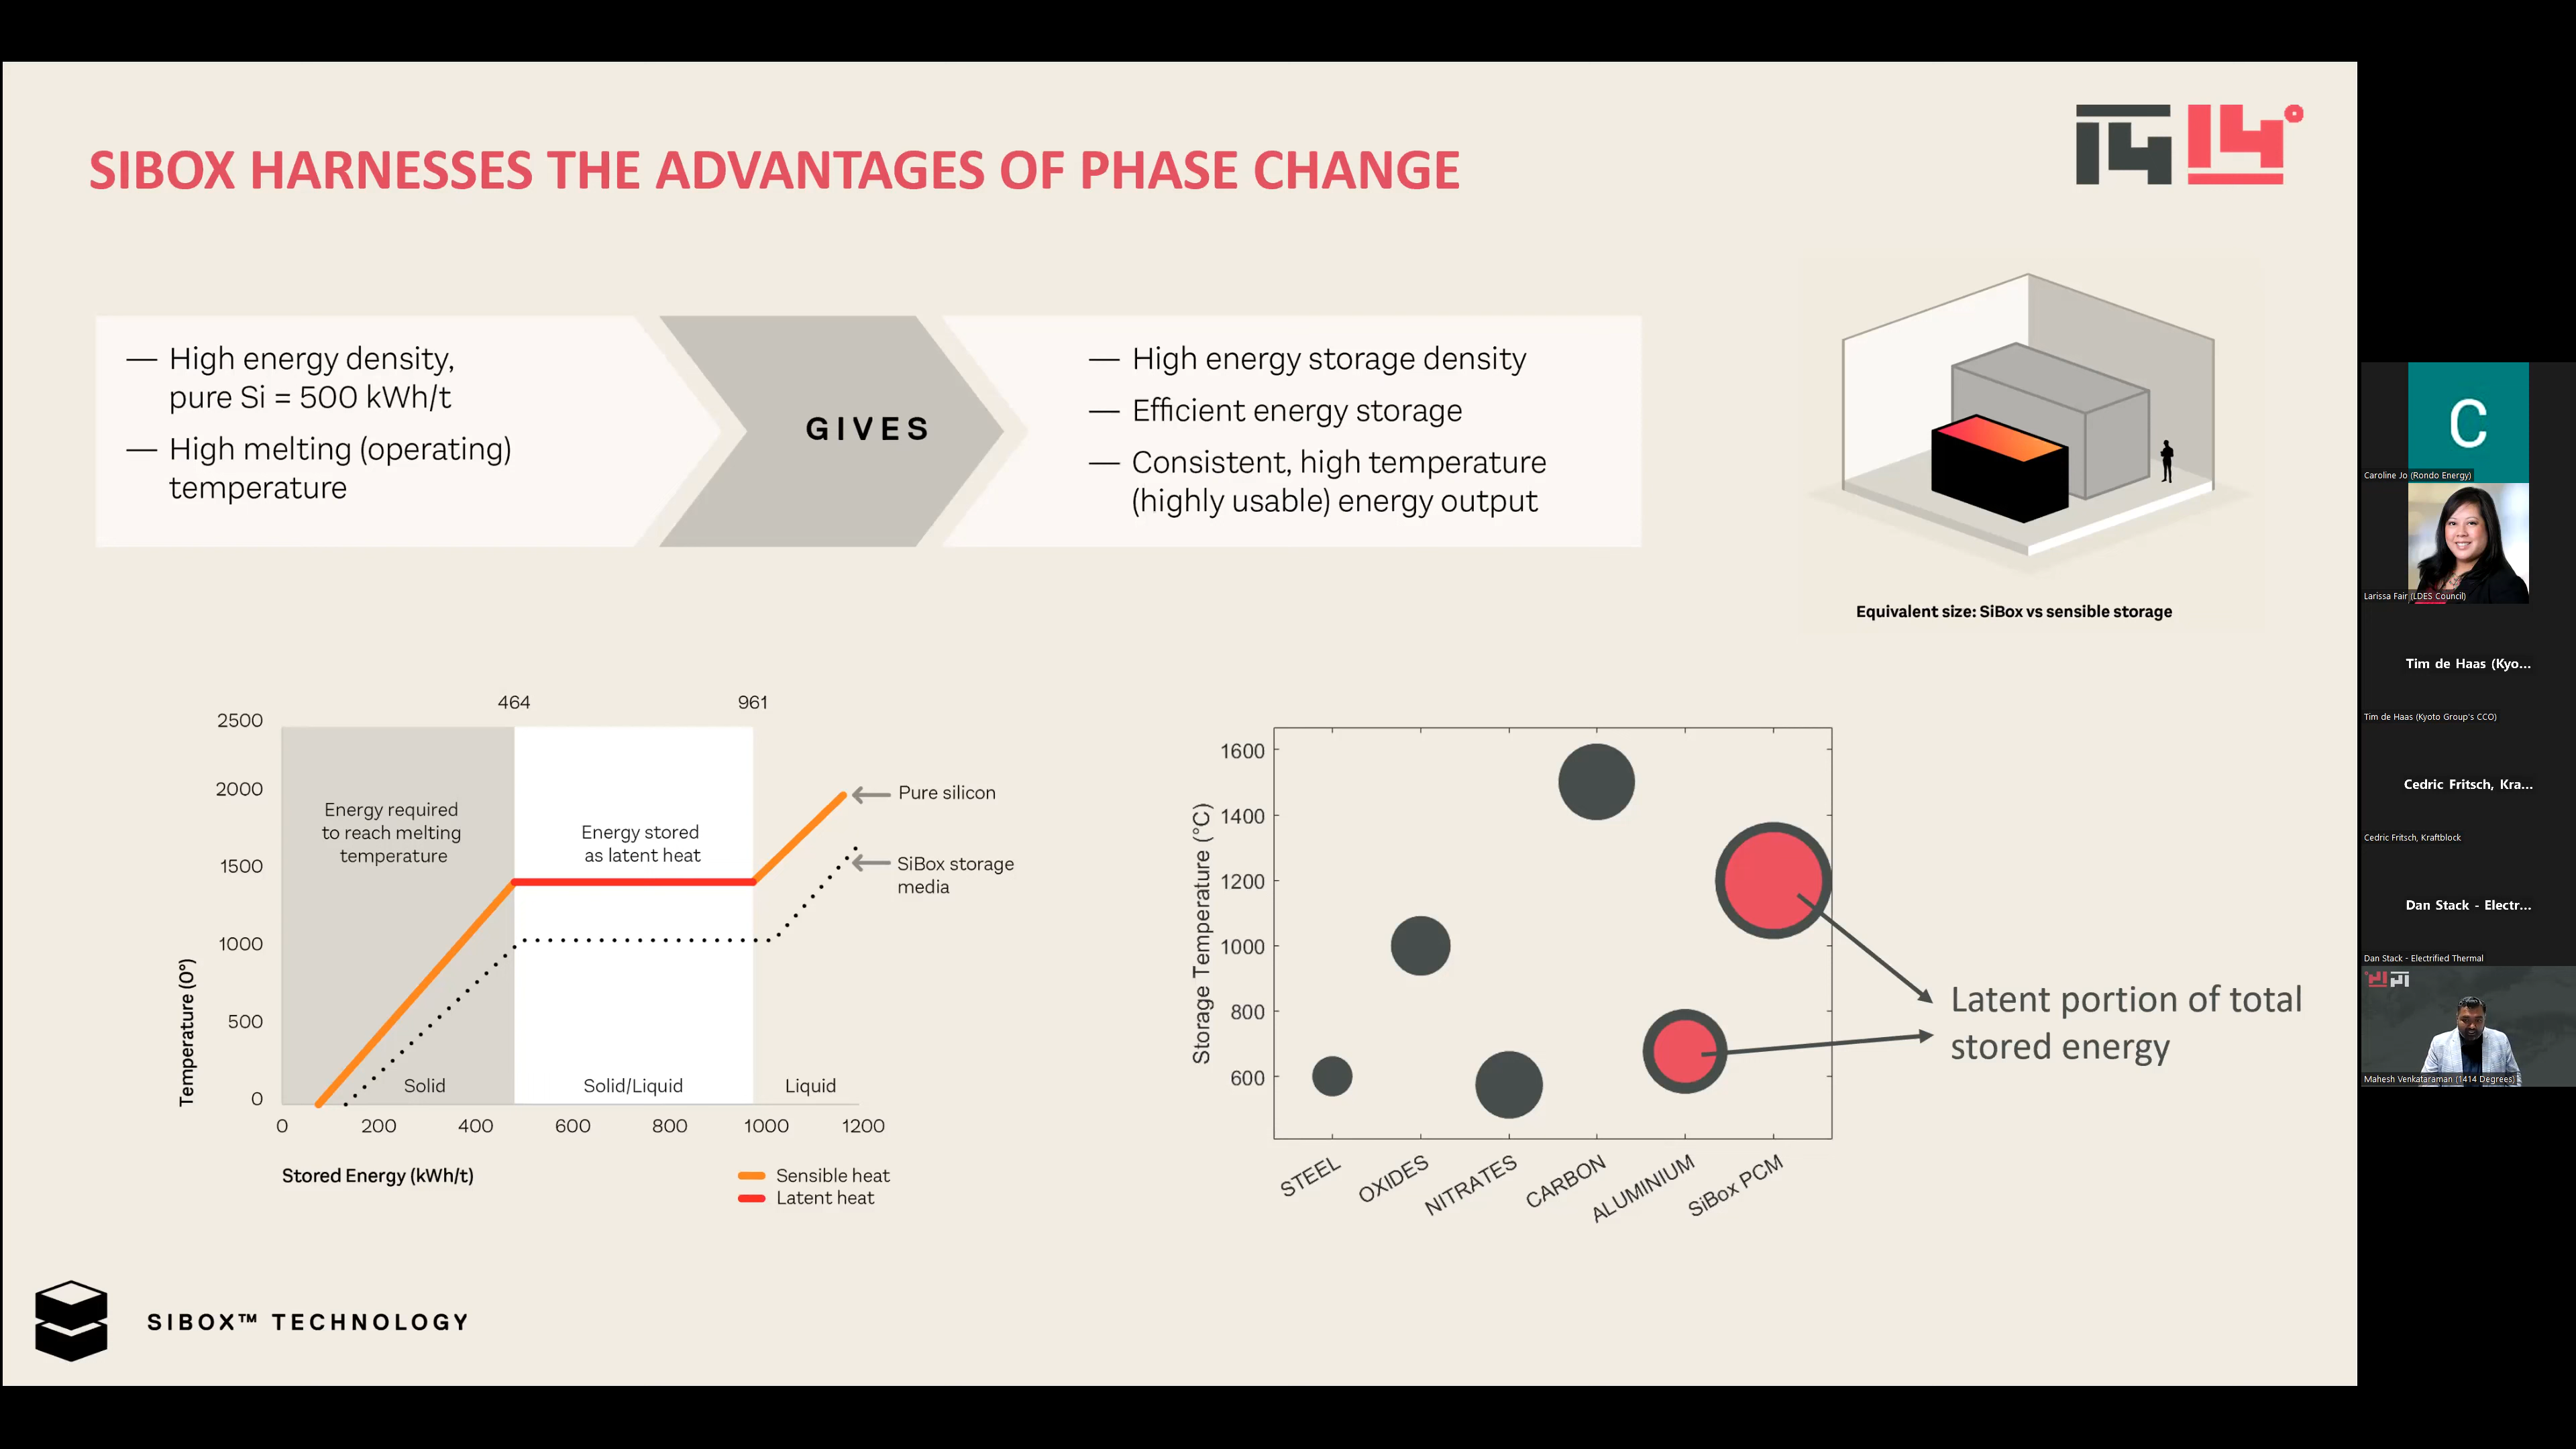 SIBOX HARNESSES THE ADVANTAGES OF PHASE CHANGE
1414°
— High energy density,
pure Si = 500 kWh/t
— High melting (operating)
temperature
GIVES
— High energy storage density
— Efficient energy storage
— Consistent, high temperature
(highly usable) energy output
Equivalent size: SiBox vs sensible storage
464
961
2500
2000
1500
1000
500
0
Temperature (0°)
Energy required
to reach melting
temperature
Energy stored
as latent heat
Pure silicon
SiBox storage
media
Solid
Solid/Liquid
Liquid
0
200
400
600
800
1000
1200
Stored Energy (kWh/t)
Sensible heat
Latent heat
Storage Temperature (°C)
1600
1400
1200
1000
800
600
STEEL
OXIDES
NITRATES
CARBON
ALUMINIUM
SiBox PCM
Latent portion of total
stored energy
SIBOX™ TECHNOLOGY
C
Caroline Jo (Rondo Energy)
Larissa Fair (LDES Council)
Tim de Haas (Kyo...
Tim de Haas (Kyoto Group's CCO)
Cedric Fritsch, Kra...
Cedric Fritsch, Kraftblock
Dan Stack - Electr...
Dan Stack - Electrified Thermal
Mahesh Venkataraman (1414 Degrees)